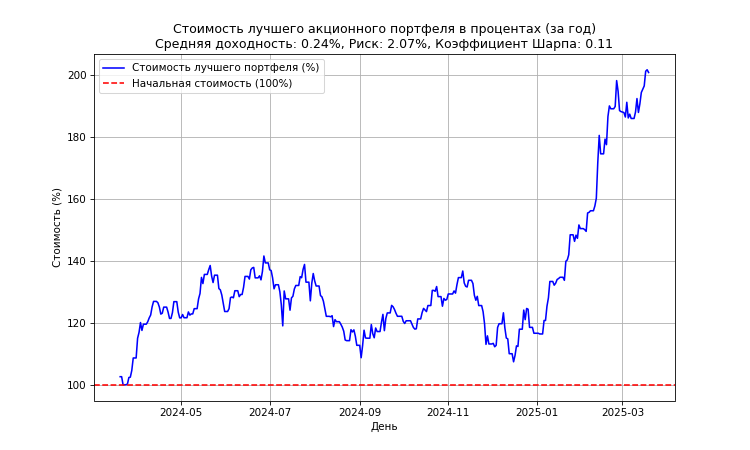 Стоимость лучшего акционного портфеля в процентах (за год)
Средняя доходность: 0.24%, Риск: 2.07%, Коэффициент Шарпа: 0.11
Стоимость лучшего портфеля (%)
Начальная стоимость (100%)
Стоимость (%)
200
180
160
140
120
100
2024-05 2024-07 2024-09 2024-11 2025-01 2025-03
День